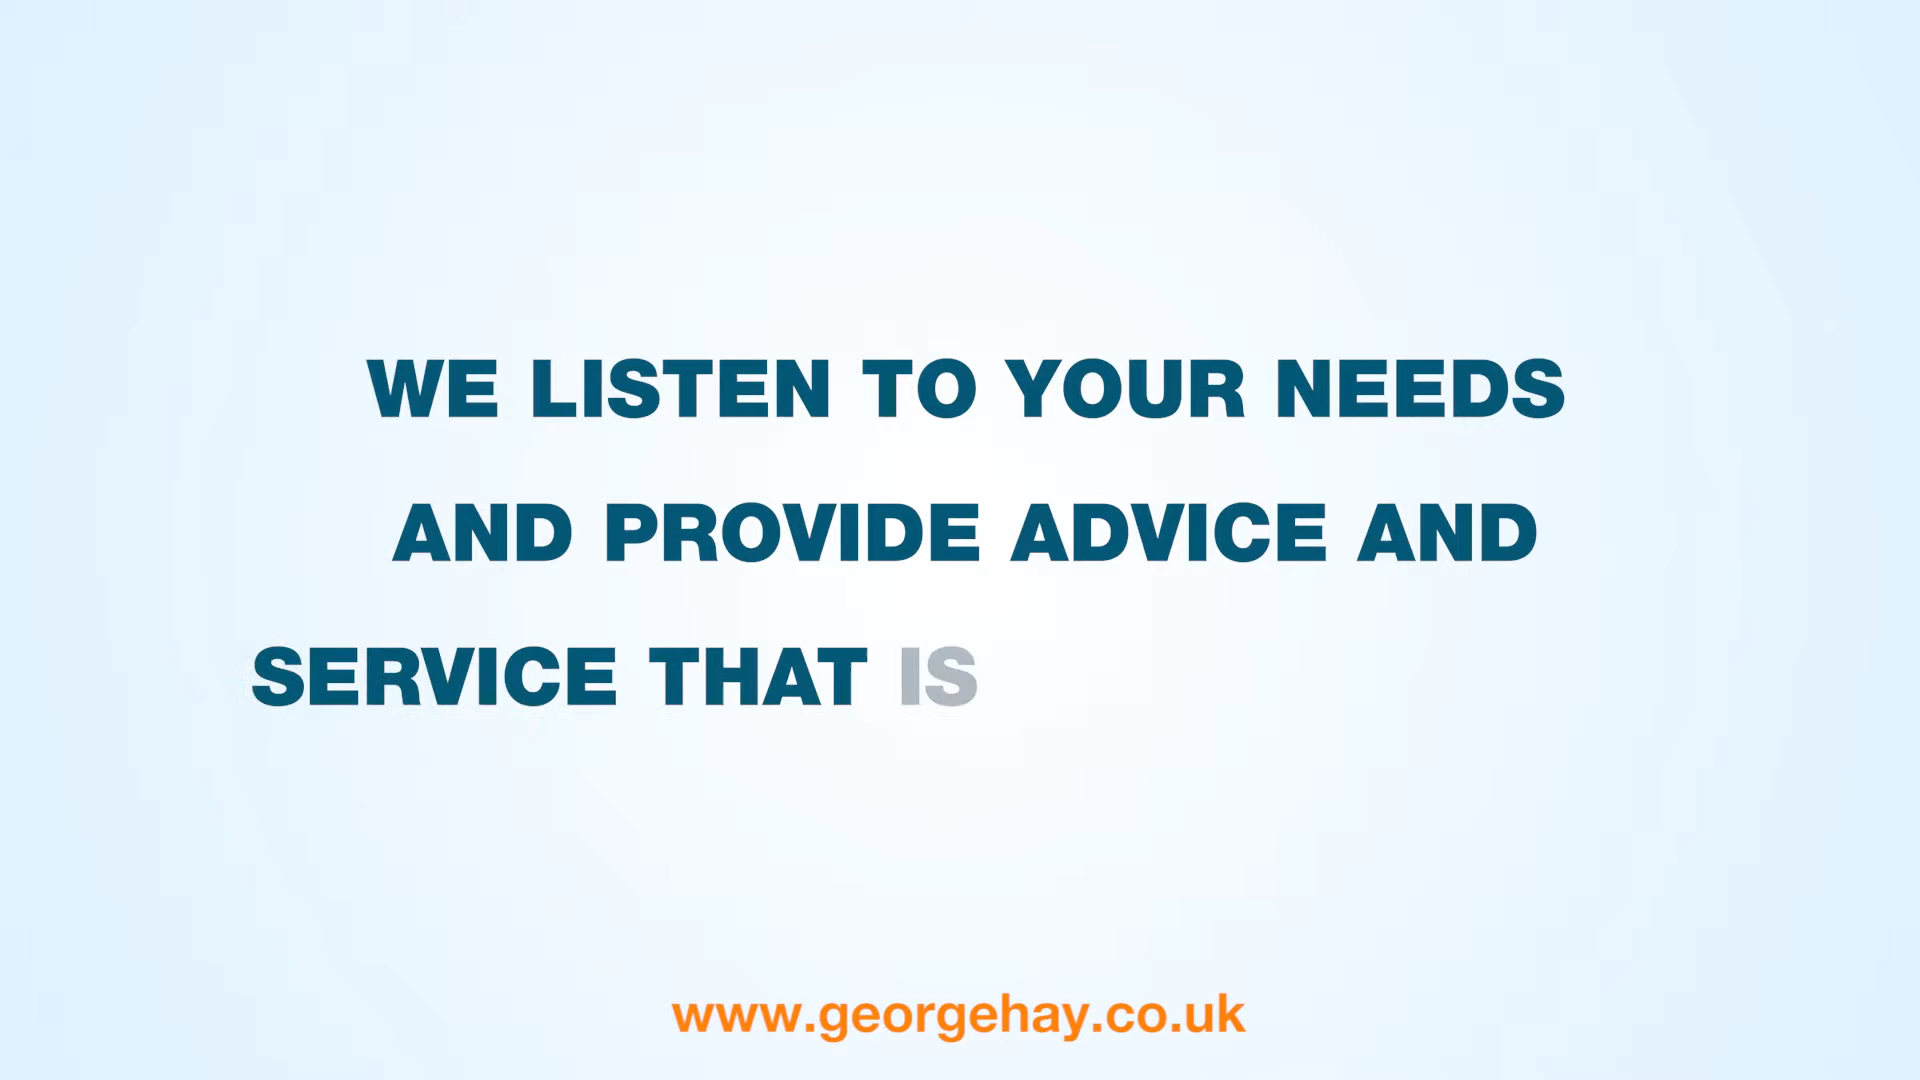 WE LISTEN TO YOUR NEEDS
AND PROVIDE ADVICE AND
SERVICE THAT IS
www.georgehay.co.uk